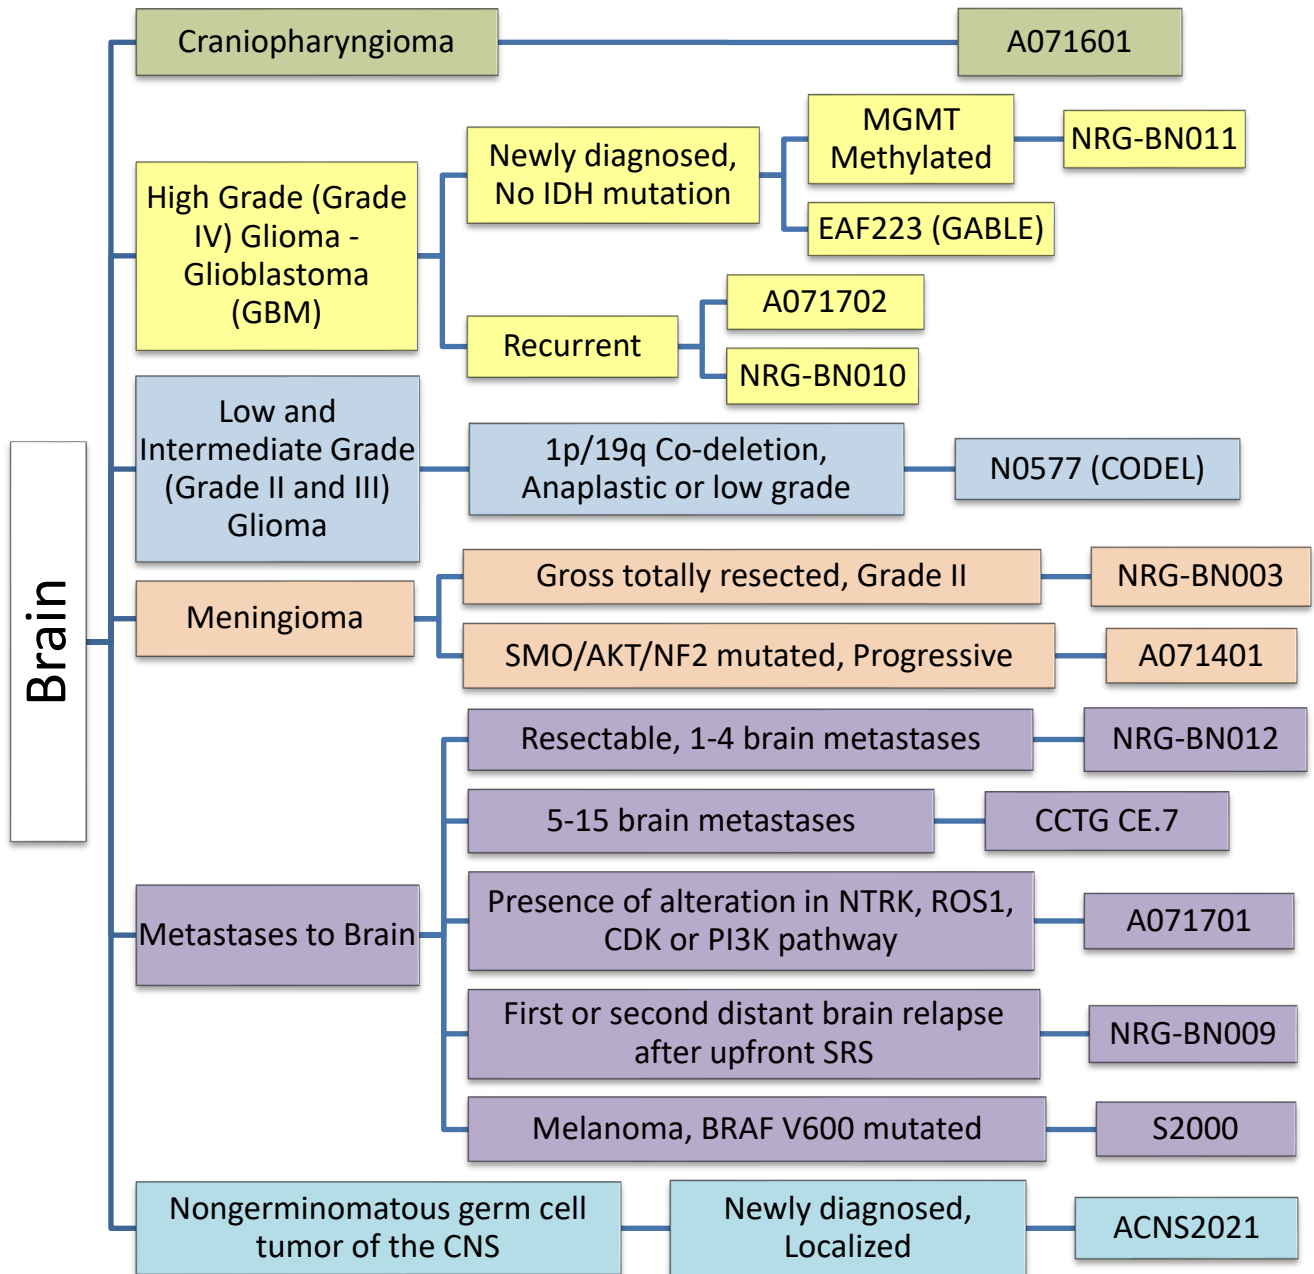 Brain
Craniopharyngioma
A071601
High Grade (Grade
IV) Glioma -
Glioblastoma
(GBM)
Newly diagnosed,
No IDH mutation
MGMT
Methylated
NRG-BN011
EAF223 (GABLE)
Recurrent
A071702
NRG-BN010
Low and
Intermediate Grade
(Grade II and III)
Glioma
1p/19q Co-deletion,
Anaplastic or low grade
N0577 (CODEL)
Meningioma
Gross totally resected, Grade II
NRG-BN003
SMO/AKT/NF2 mutated, Progressive
A071401
Metastases to Brain
Resectable, 1-4 brain metastases
NRG-BN012
5-15 brain metastases
CCTG CE.7
Presence of alteration in NTRK, ROS1,
CDK or PI3K pathway
A071701
First or second distant brain relapse
after upfront SRS
NRG-BN009
Melanoma, BRAF V600 mutated
S2000
Nongerminomatous germ cell
tumor of the CNS
Newly diagnosed,
Localized
ACNS2021